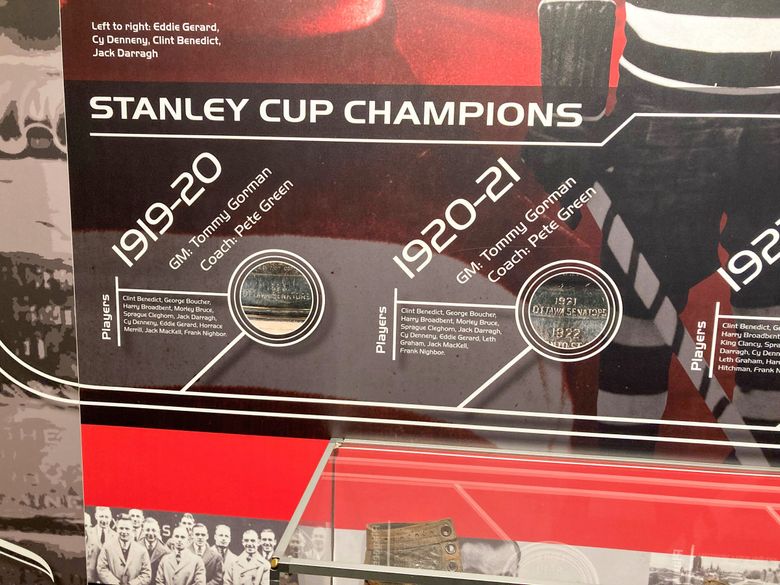 Left to right: Eddie Gerard,
Cy Denneny, Clint Benedict,
Jack Darragh
STANLEY CUP CHAMPIONS
1919-20
GM: Tommy Gorman
Coach: Pete Green
Players
Clint Benedict, George Boucher,
Harry Broadbent, Morley Bruce,
Sprague Cleghorn, Jack Darragh,
Cy Denneny, Eddie Gerard, Horrace
Merrill, Jack MacKell, Frank Nighbor.
OTTAWA SENATORS
1920-21
GM: Tommy Gorman
Coach: Pete Green
Players
Clint Benedict, George Boucher,
Harry Broadbent, Morley Bruce,
Sprague Cleghorn, Jack Darragh,
Cy Denneny, Eddie Gerard, Leth
Graham, Jack MacKell,
Frank Nighbor.
1921
OTTAWA SENATORS
1922
192
Players
Clint Benedict, Ge
Harry Broadben
King Clancy, Spra
Darragh, Cy Denn
Leth Graham, Har
Hitchman, Frank N